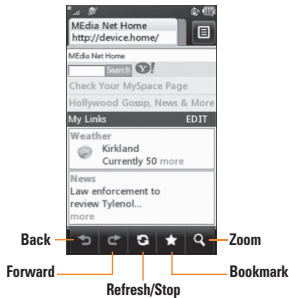 MEdia Net Home
http://device.home/
MEdia Net Home
Search Y!
Check Your MySpace Page
Hollywood Gossip, News & More
My Links EDIT
Weather
Kirkland
Currently 50 more
News
Law enforcement to
review Tylenol...
more
Back
Zoom
Forward
Bookmark
Refresh/Stop